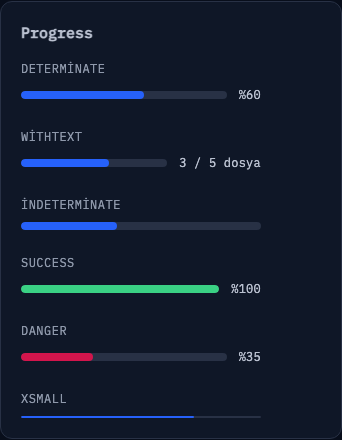 Progress
DETERMİNATE
%60
WİTHTEXT
3 / 5 dosya
İNDETERMİNATE
SUCCESS
%100
DANGER
%35
XSMALL